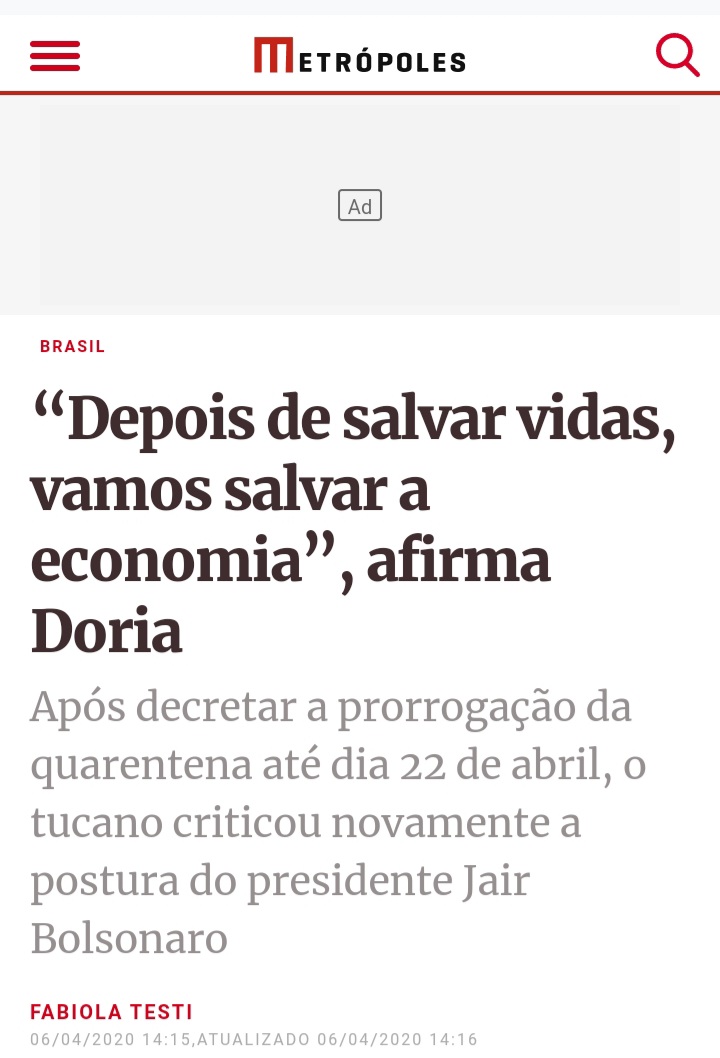 METRÓPOLES
Ad
BRASIL
“Depois de salvar vidas,
vamos salvar a
economia”, afirma
Doria
Após decretar a prorrogação da
quarentena até dia 22 de abril, o
tucano criticou novamente a
postura do presidente Jair
Bolsonaro
FABIOLA TESTI
06/04/2020 14:15,ATUALIZADO 06/04/2020 14:16